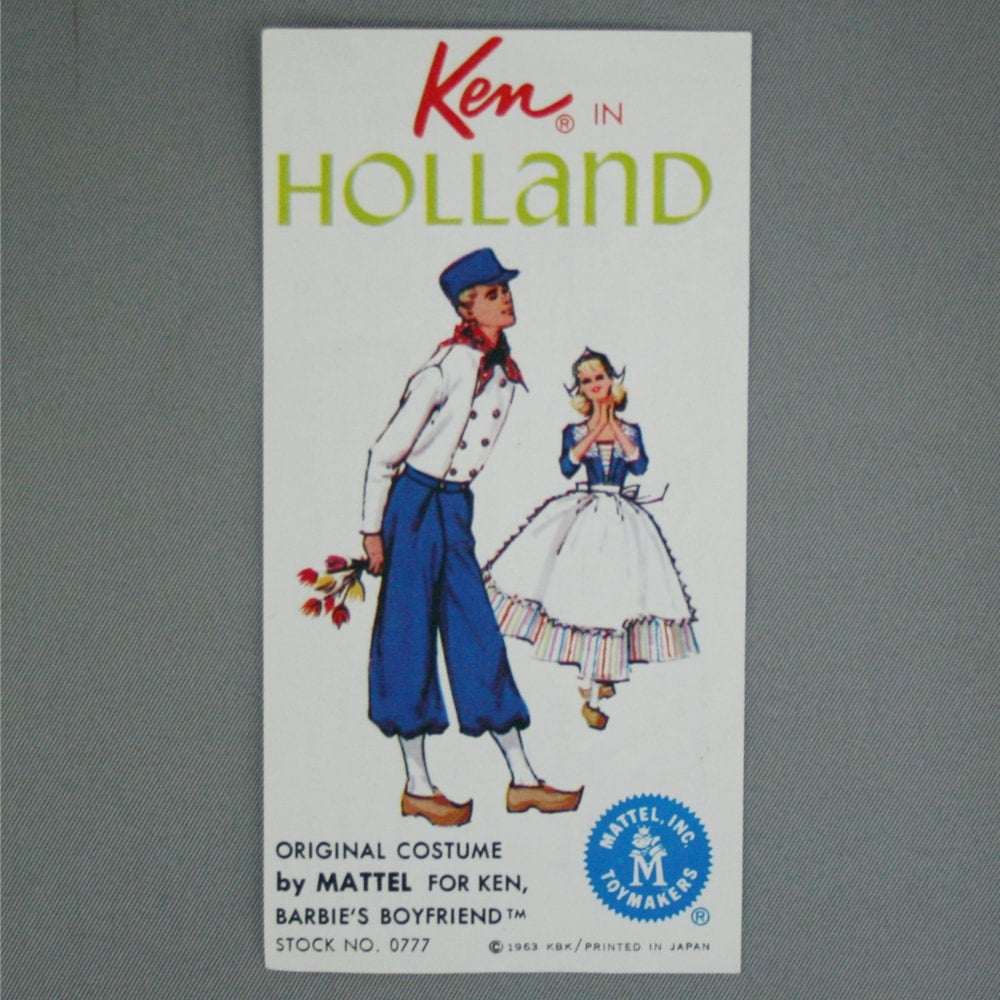 Ken® IN
HOLLaND
ORIGINAL COSTUME
by MATTEL FOR KEN,
BARBIE'S BOYFRIEND™
STOCK NO. 0777
MATTEL, INC.
M
TOYMAKERS
®
© 1963 KBK/PRINTED IN JAPAN